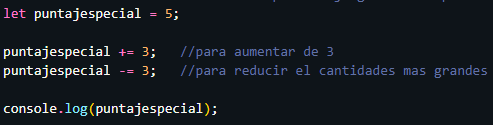 let puntajespecial = 5;
puntajespecial += 3;   //para aumentar de 3
puntajespecial -= 3;   //para reducir el cantidades mas grandes
console.log(puntajespecial);